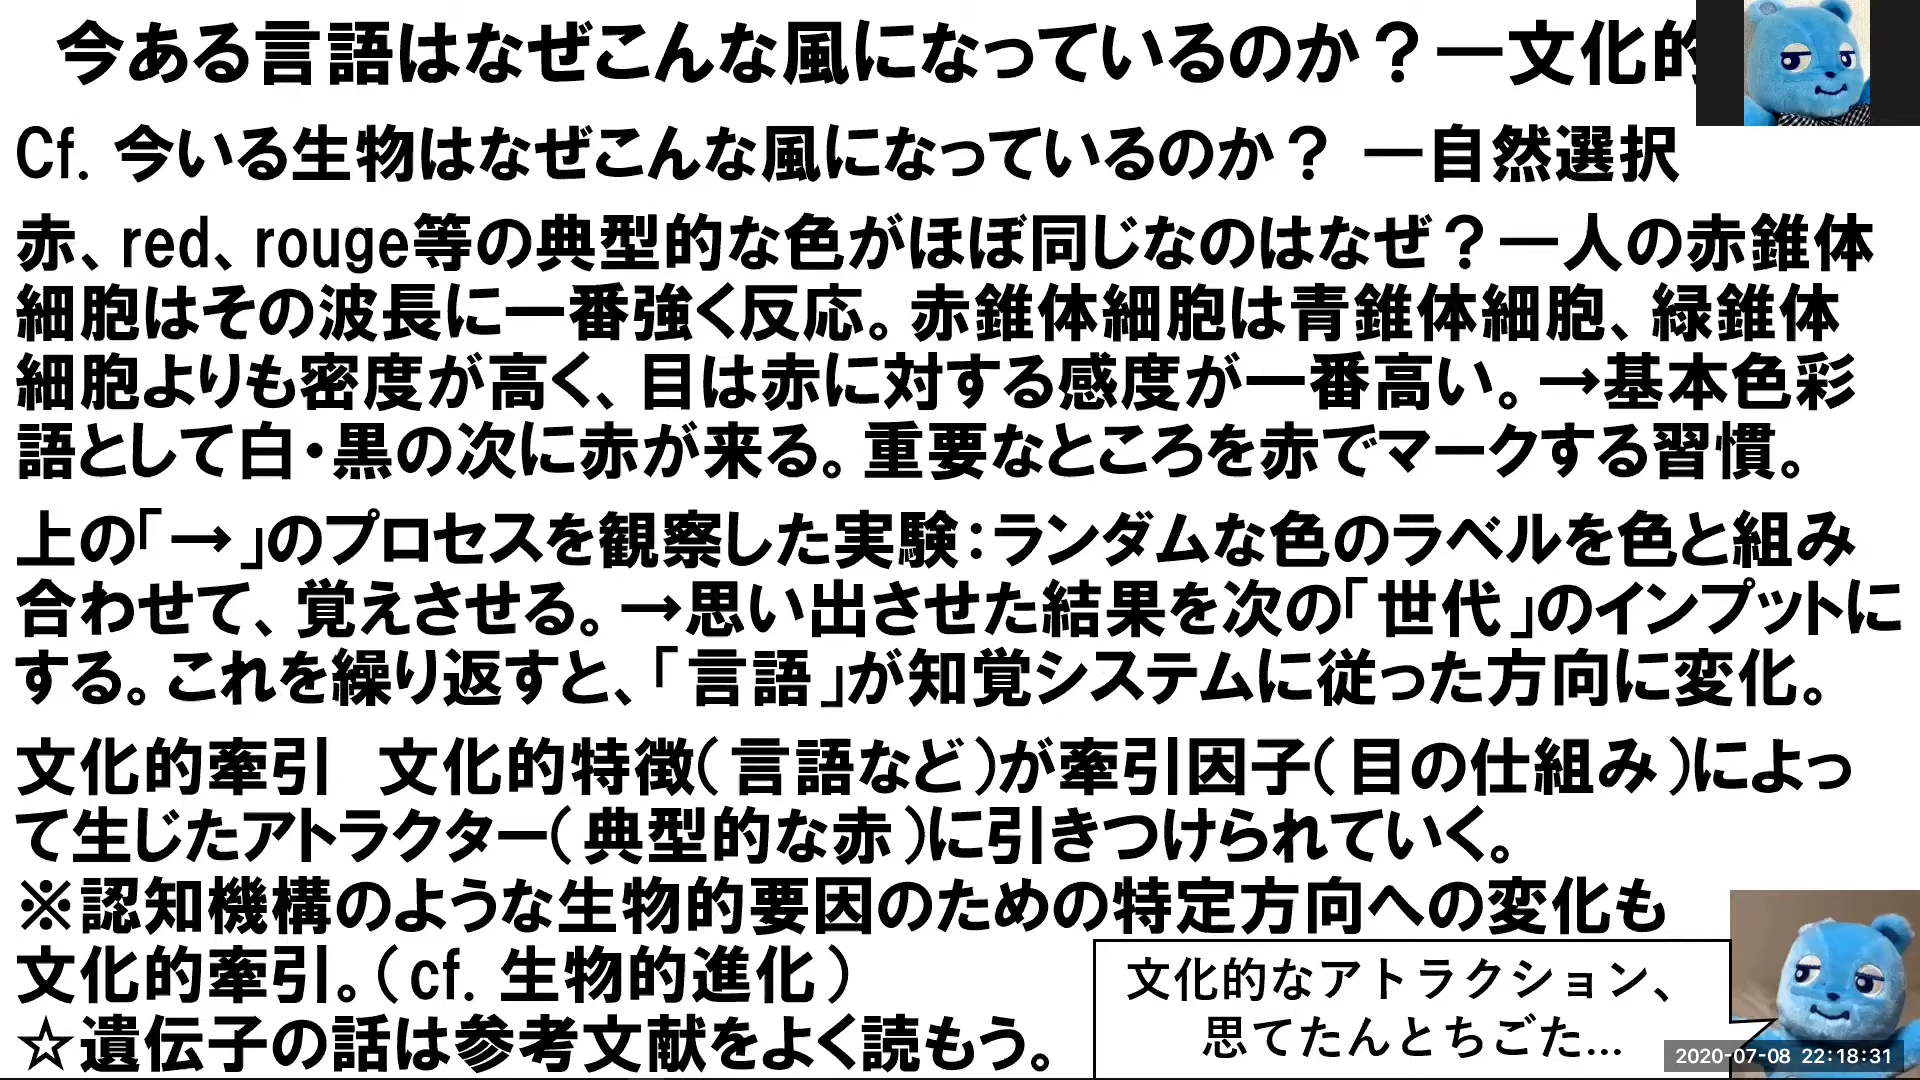 今ある言語はなぜこんな風になっているのか？―文化的
Cf. 今いる生物はなぜこんな風になっているのか？ ―自然選択
赤、red、rouge等の典型的な色がほぼ同じなのはなぜ？―人の赤錐体
細胞はその波長に一番強く反応。赤錐体細胞は青錐体細胞、緑錐体
細胞よりも密度が高く、目は赤に対する感度が一番高い。→基本色彩
語として白・黒の次に赤が来る。重要なところを赤でマークする習慣。
上の「→」のプロセスを観察した実験：ランダムな色のラベルを色と組み
合わせて、覚えさせる。→思い出させた結果を次の「世代」のインプットに
する。これを繰り返すと、「言語」が知覚システムに従った方向に変化。
文化的牽引　文化的特徴（言語など）が牽引因子（目の仕組み）によっ
て生じたアトラクター（典型的な赤）に引きつけられていく。
※認知機構のような生物的要因のための特定方向への変化も
文化的牽引。（cf. 生物的進化）
☆遺伝子の話は参考文献をよく読もう。
文化的なアトラクション、
思てたんとちごた…
2020-07-08 22:18:31